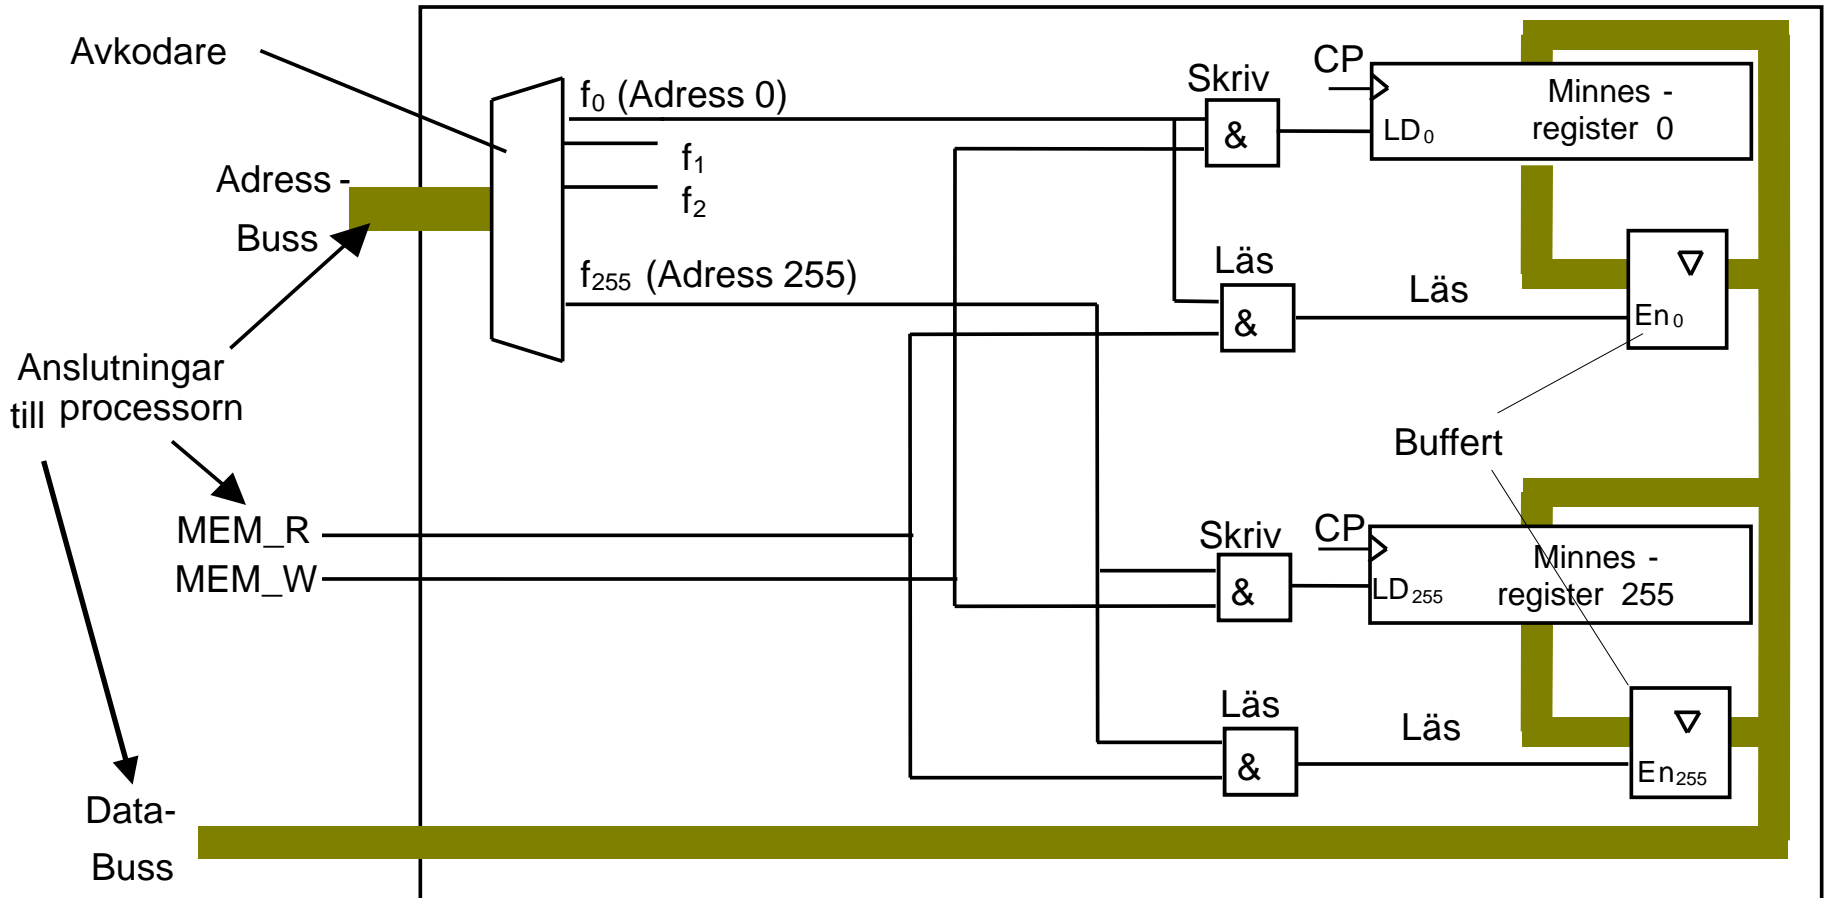 Avkodare
f0 (Adress 0)
f1
f2
f255 (Adress 255)
Adress -
Buss
Anslutningar
till processorn
MEM_R
MEM_W
Data-
Buss
Skriv
&
CP
LD0
Minnes -
register 0
Läs
&
Läs
En0
Buffert
Skriv
&
CP
LD255
Minnes -
register 255
Läs
&
Läs
En255